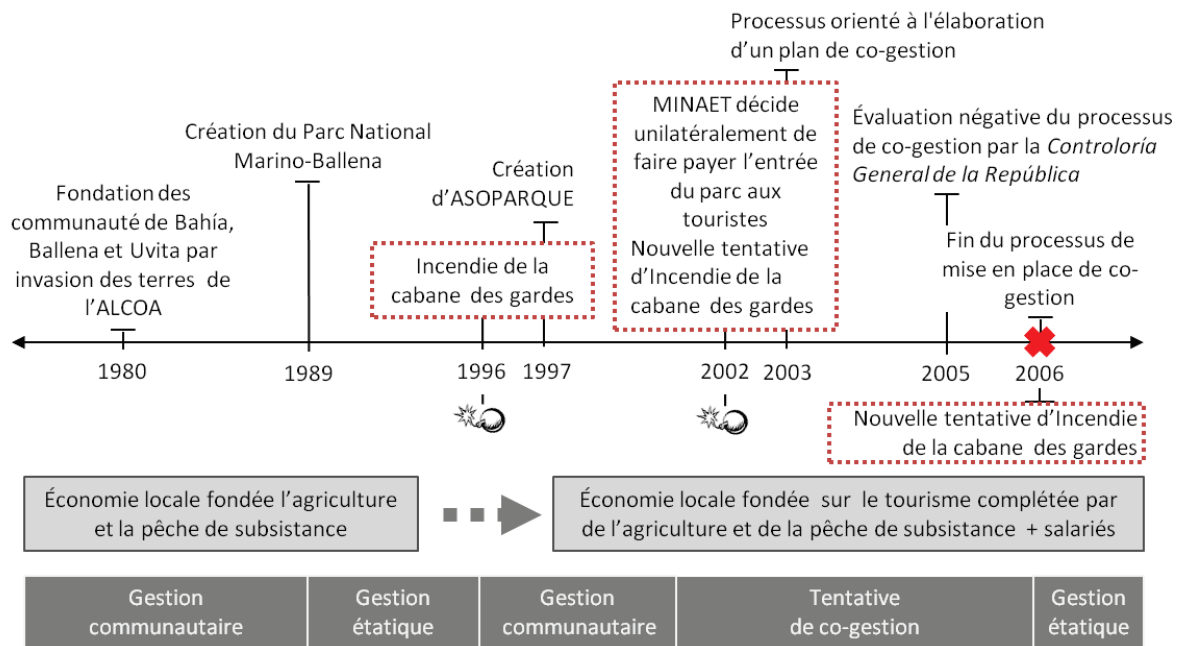 Fondation des
communauté de Bahía,
Ballena et Uvita par
invasion des terres de
l'ALCOA
Création du Parc National
Marino-Ballena
Incendie de la
cabane des gardes
Création
d'ASOPARQUE
MINAET décide
unilatéralement de
faire payer l'entrée
du parc aux
touristes
Nouvelle tentative
d'Incendie de la
cabane des gardes
Processus orienté à l'élaboration
d'un plan de co-gestion
Évaluation négative du processus
de co-gestion par la Controloría
General de la República
Fin du processus de
mise en place de co-
gestion
1980
1989
1996
1997
2002
2003
2005
2006
Nouvelle tentative d'Incendie
de la cabane des gardes
Économie locale fondée l'agriculture
et la pêche de subsistance
Économie locale fondée sur le tourisme complétée par
de l'agriculture et de la pêche de subsistance + salariés
Gestion
communautaire
Gestion
étatique
Gestion
communautaire
Tentative
de co-gestion
Gestion
étatique